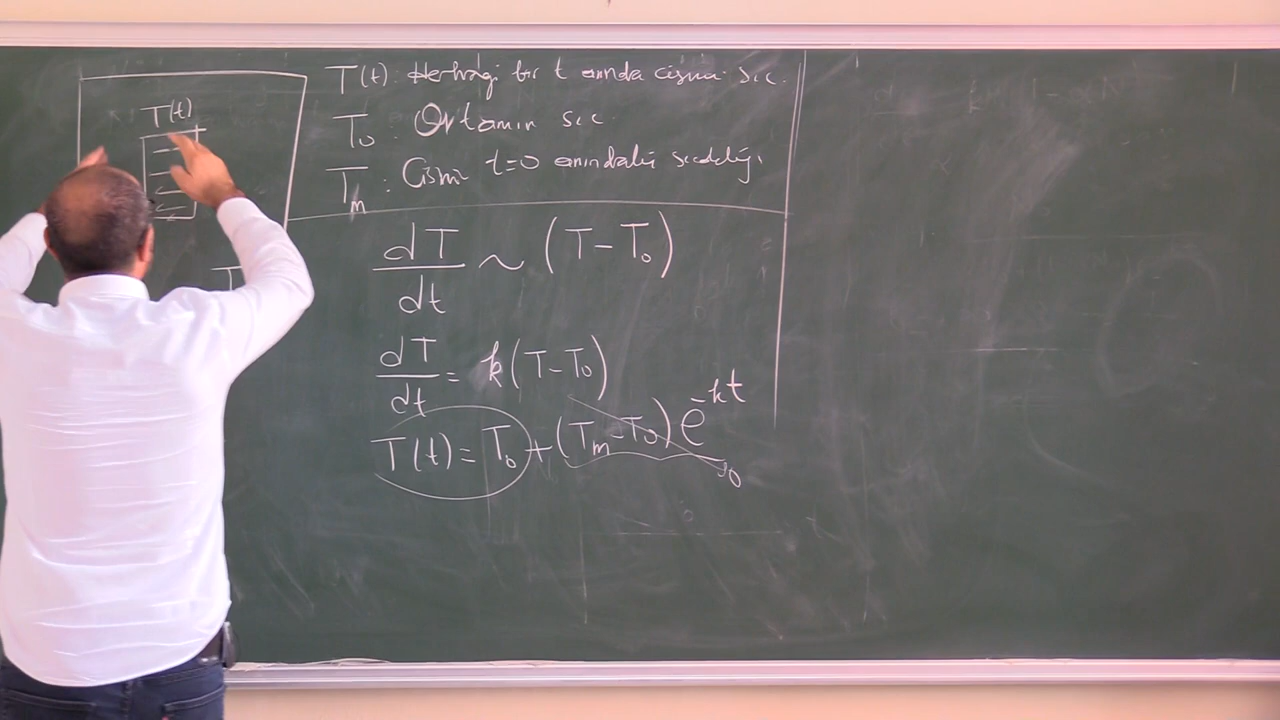 T(t)
T(t): Herhangi bir t anında cismin sıc.
T₀ : Ortamın sıc.
T_m : Cismin t=0 anındaki sıcaklığı
T
dT/dt ~ (T-T₀)
dT/dt = k(T-T₀)
T(t) = T₀ + (T_m-T₀) e^-kt
0